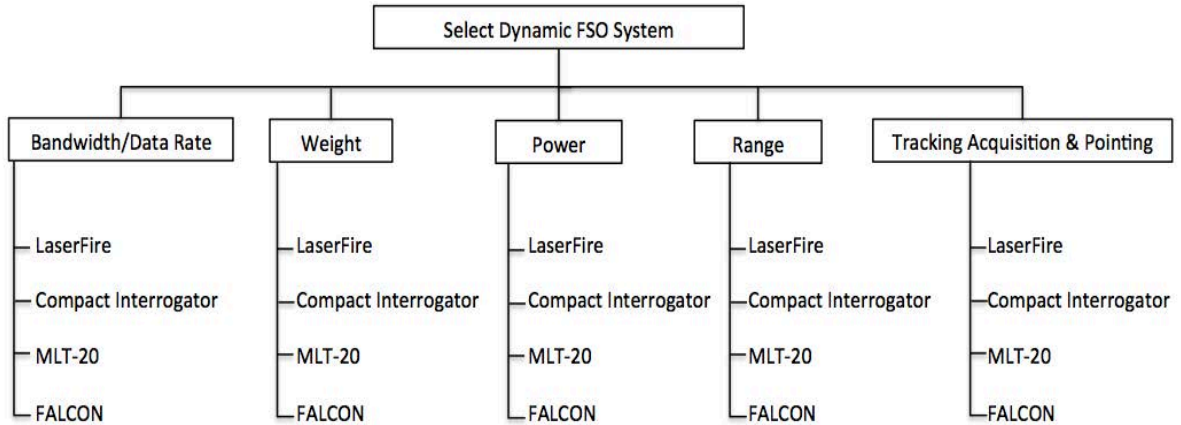 Select Dynamic FSO System
Bandwidth/Data Rate
Weight
Power
Range
Tracking Acquisition & Pointing
LaserFire
LaserFire
LaserFire
LaserFire
LaserFire
Compact Interrogator
Compact Interrogator
Compact Interrogator
Compact Interrogator
Compact Interrogator
MLT-20
MLT-20
MLT-20
MLT-20
MLT-20
FALCON
FALCON
FALCON
FALCON
FALCON